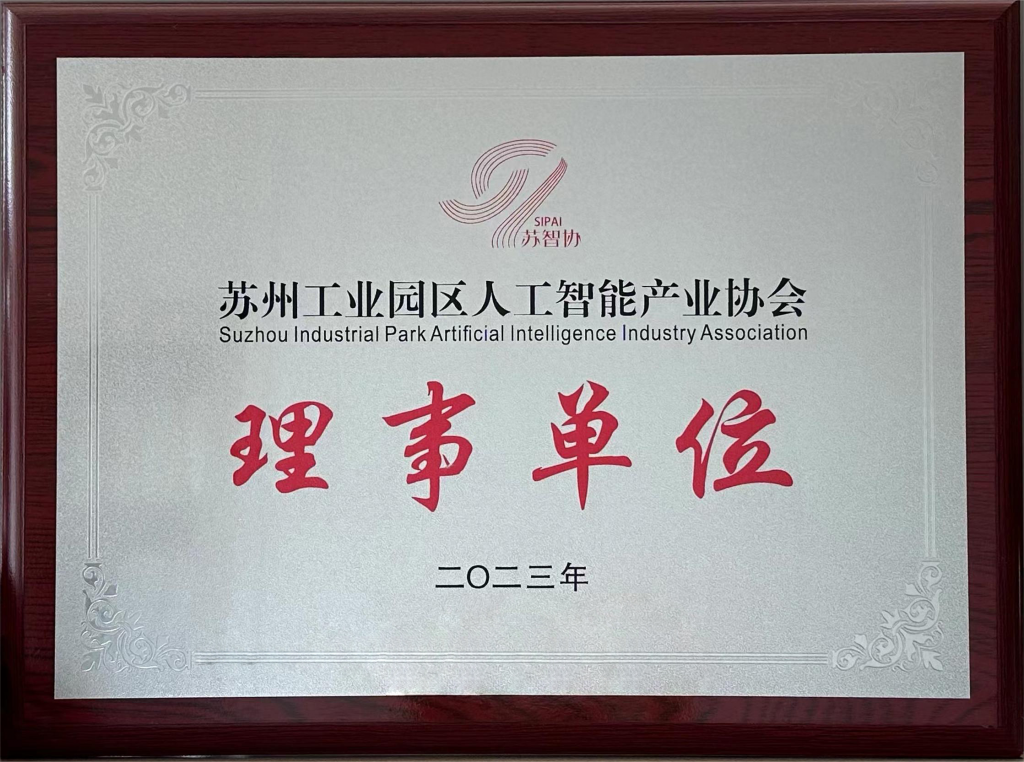 SIPAI
苏智协
苏州工业园区人工智能产业协会
Suzhou Industrial Park Artificial Intelligence Industry Association
理事单位
二〇二三年